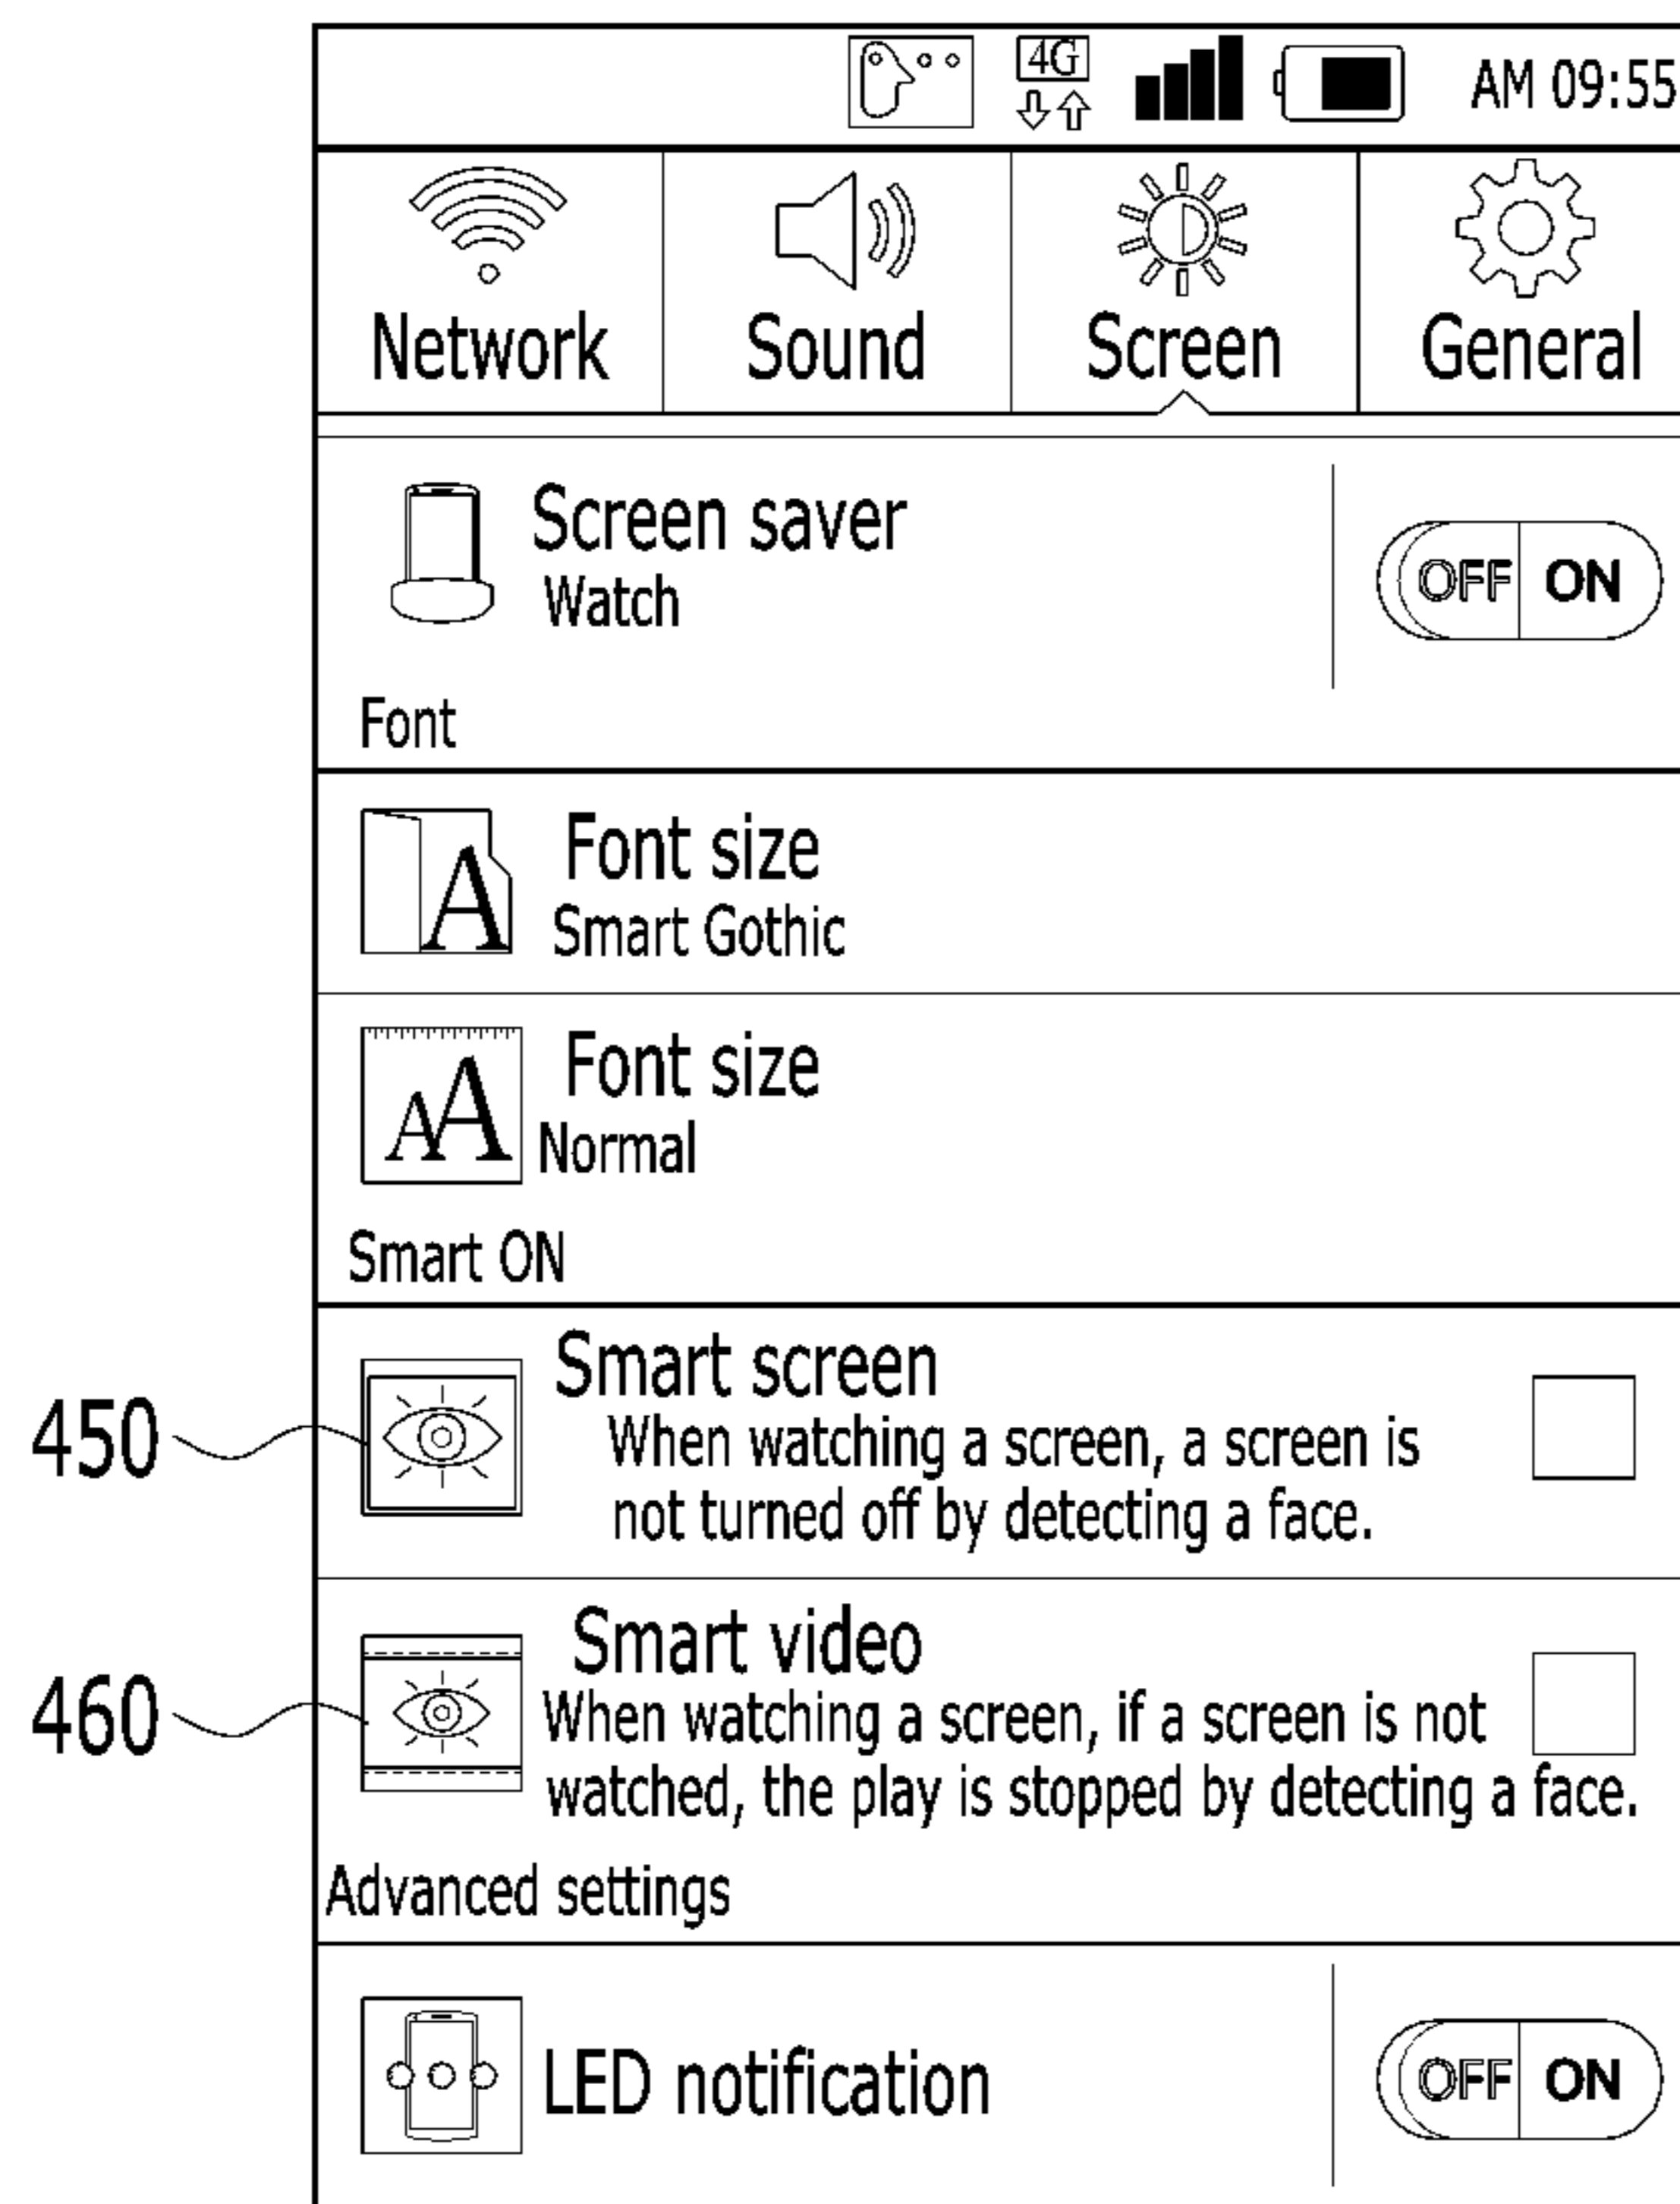 4G AM 09:55
Network Sound Screen General
Screen saver
Watch
OFF ON
Font
A
Font size
Smart Gothic
AA
Font size
Normal
Smart ON
450
Smart screen
When watching a screen, a screen is
not turned off by detecting a face.
460
Smart video
When watching a screen, if a screen is not
watched, the play is stopped by detecting a face.
Advanced settings
LED notification
OFF ON